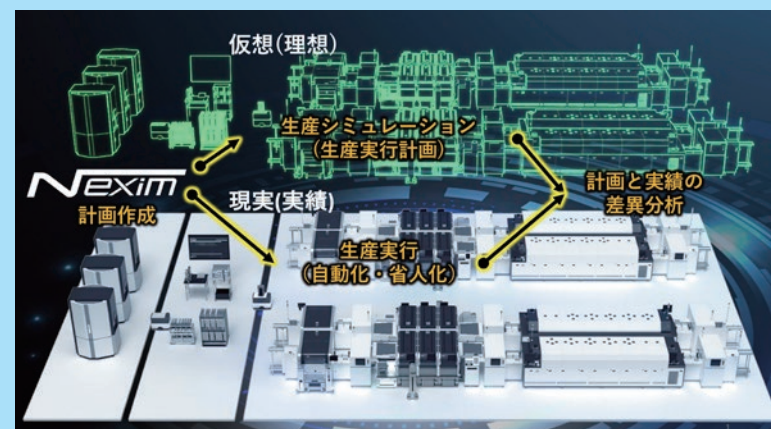 仮想(理想)
生産シミュレーション
(生産実行計画)
Nexim
計画作成
現実(実績)
計画と実績の
差異分析
生産実行
(自動化・省人化)